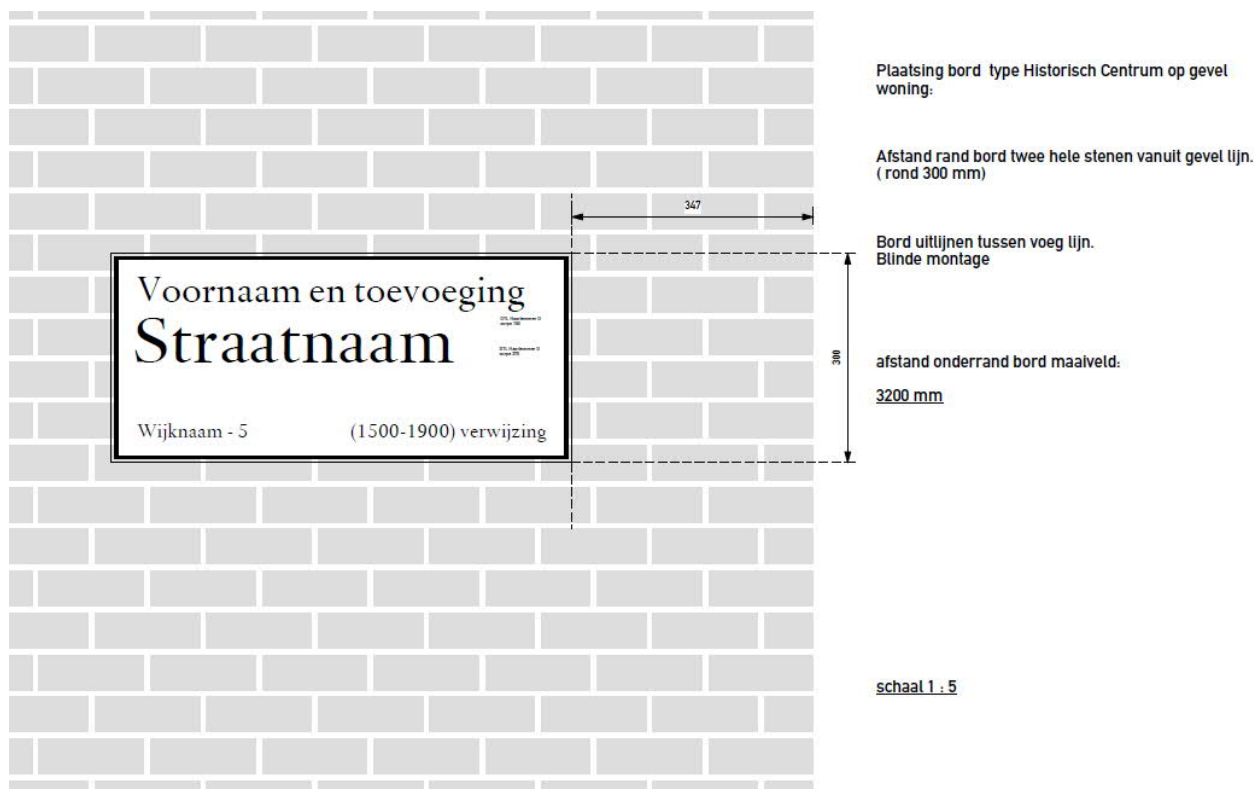 Plaatsing bord type Historisch Centrum op gevel
woning:
Afstand rand bord twee hele stenen vanuit gevel lijn.
( rond 300 mm)
347
Bord uitlijnen tussen voeg lijn.
Blinde montage
Voornaam en toevoeging
Straatnaam
300
afstand onderrand bord maaiveld:
3200 mm
Wijknaam - 5
(1500-1900) verwijzing
schaal 1 : 5